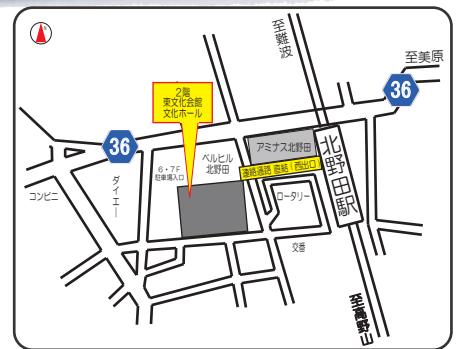 至難波
至美原
36
2階
東文化会館
文化ホール
36
アミナス北野田
北野田駅
ベルヒル
北野田
連絡通路 直結(西出口)
6・7F
駐車場入口
ダイエー
コンビニ
ロータリー
交番
至高野山